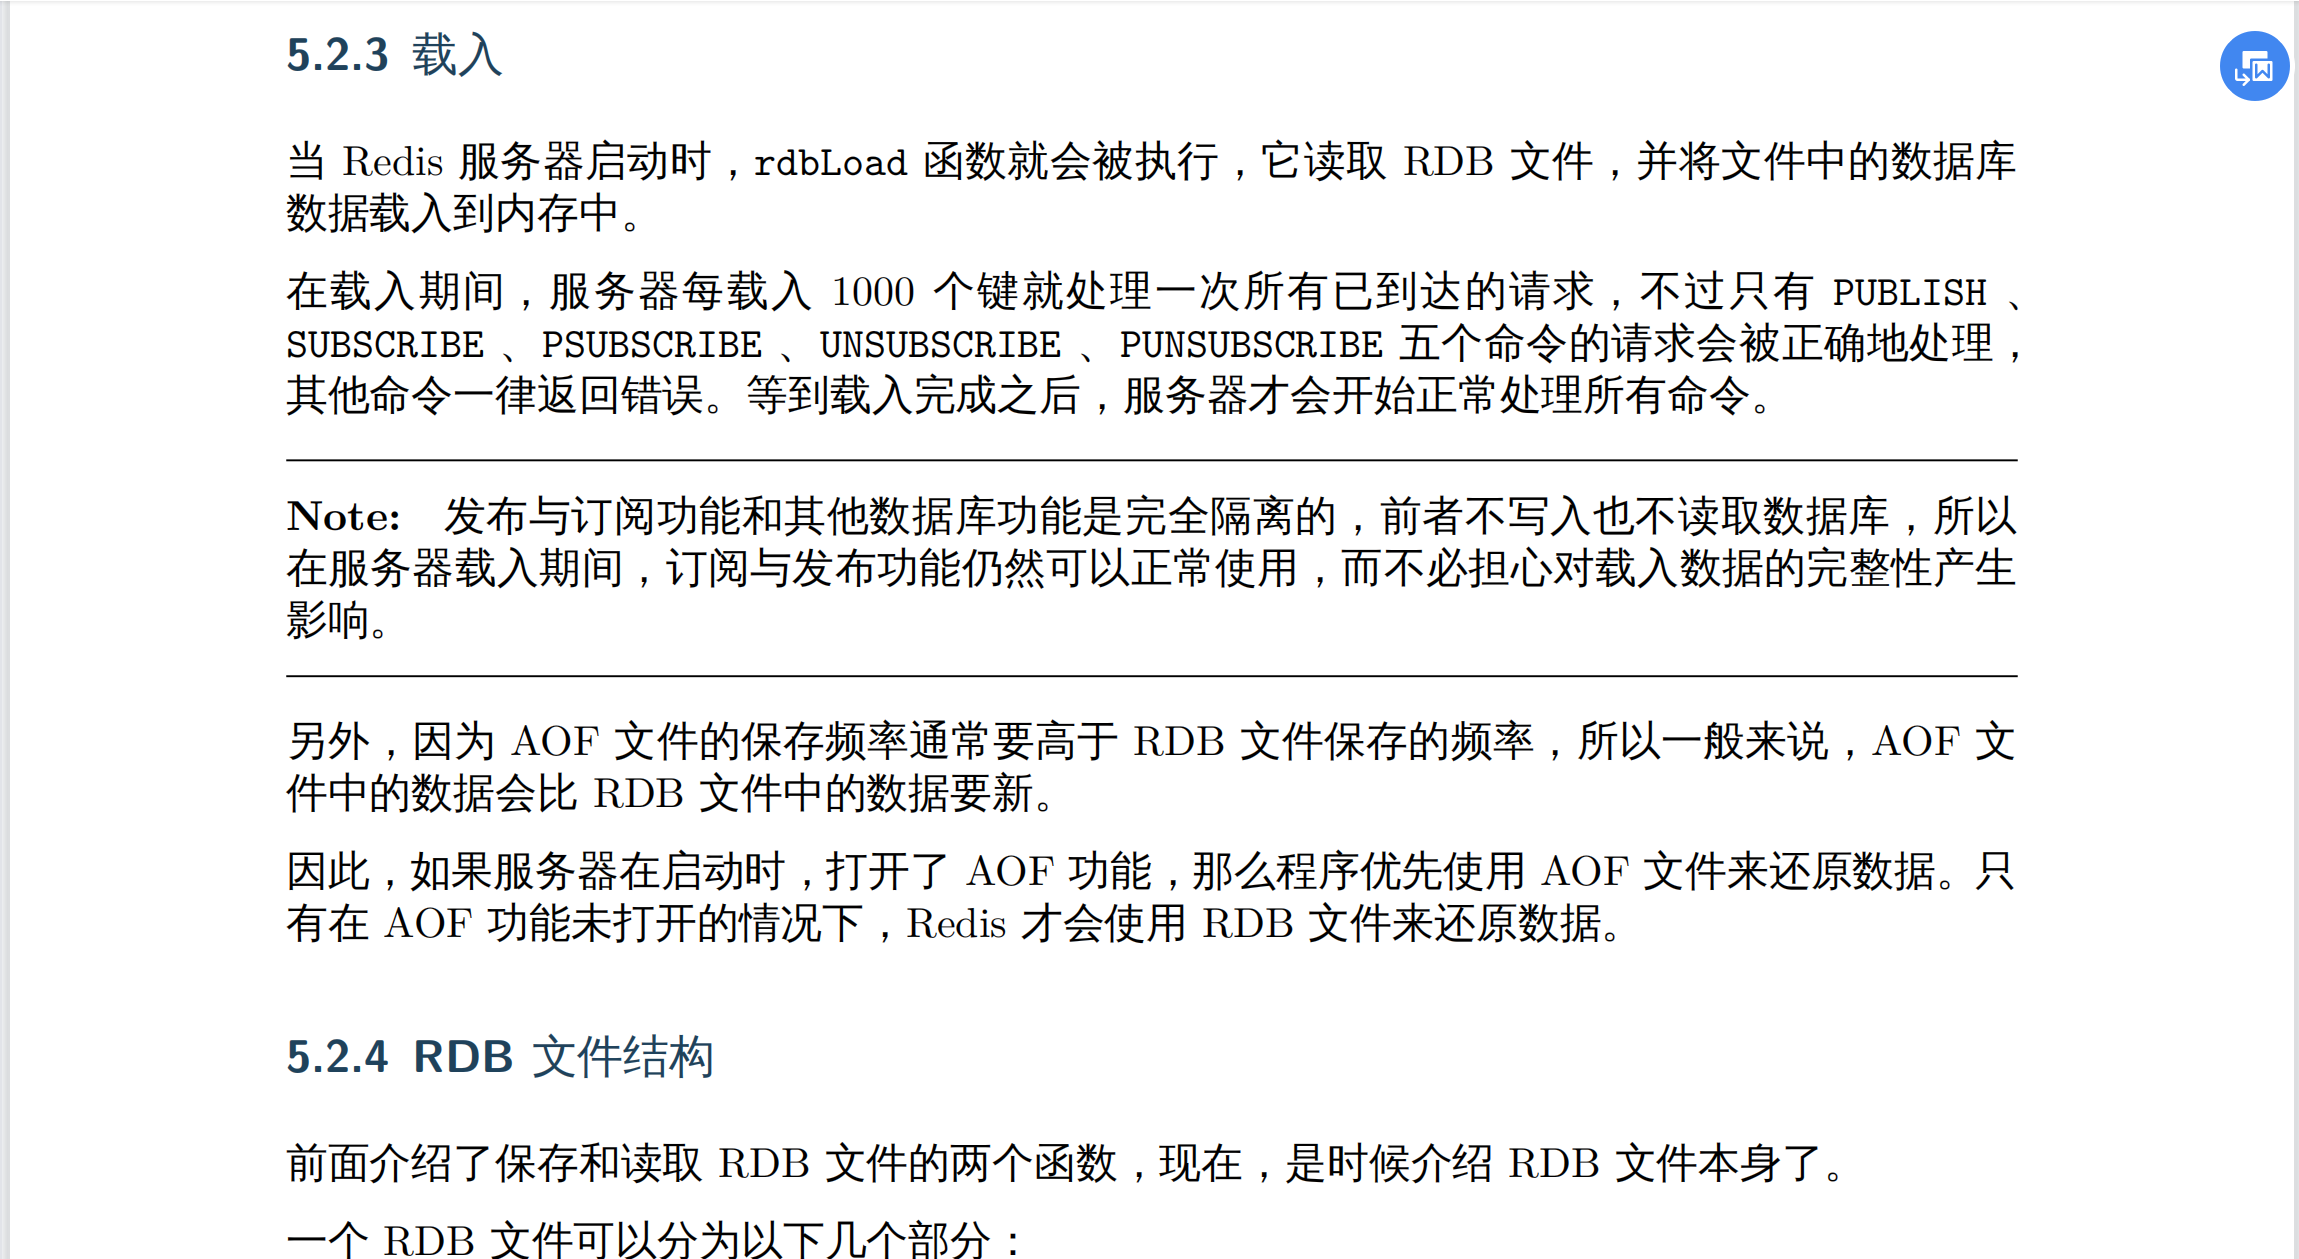 5.2.3 载入
当 Redis 服务器启动时，rdbLoad 函数就会被执行，它读取 RDB 文件，并将文件中的数据库
数据载入到内存中。
在载入期间，服务器每载入 1000 个键就处理一次所有已到达的请求，不过只有 PUBLISH 、
SUBSCRIBE 、PSUBSCRIBE 、UNSUBSCRIBE 、PUNSUBSCRIBE 五个命令的请求会被正确地处理，
其他命令一律返回错误。等到载入完成之后，服务器才会开始正常处理所有命令。
Note: 发布与订阅功能和其他数据库功能是完全隔离的，前者不写入也不读取数据库，所以
在服务器载入期间，订阅与发布功能仍然可以正常使用，而不必担心对载入数据的完整性产生
影响。
另外，因为 AOF 文件的保存频率通常要高于 RDB 文件保存的频率，所以一般来说，AOF 文
件中的数据会比 RDB 文件中的数据要新。
因此，如果服务器在启动时，打开了 AOF 功能，那么程序优先使用 AOF 文件来还原数据。只
有在 AOF 功能未打开的情况下，Redis 才会使用 RDB 文件来还原数据。
5.2.4 RDB 文件结构
前面介绍了保存和读取 RDB 文件的两个函数，现在，是时候介绍 RDB 文件本身了。
一个 RDB 文件可以分为以下几个部分：